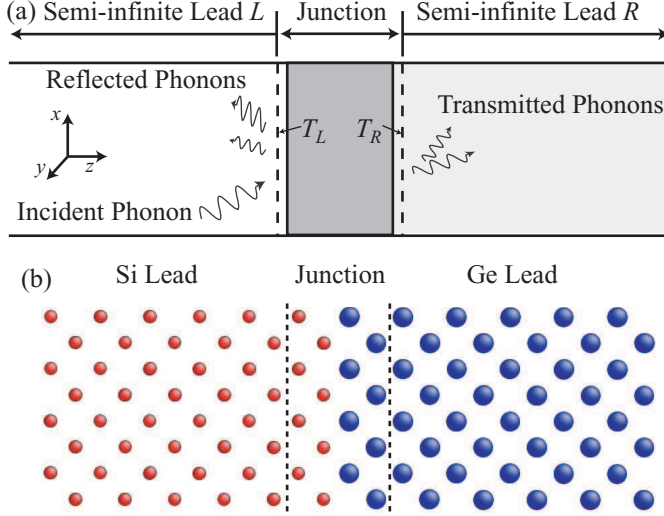 (a) Semi-infinite Lead L Junction Semi-infinite Lead R
Reflected Phonons
Transmitted Phonons
x
T_L T_R
y z
Incident Phonon
(b) Si Lead Junction Ge Lead